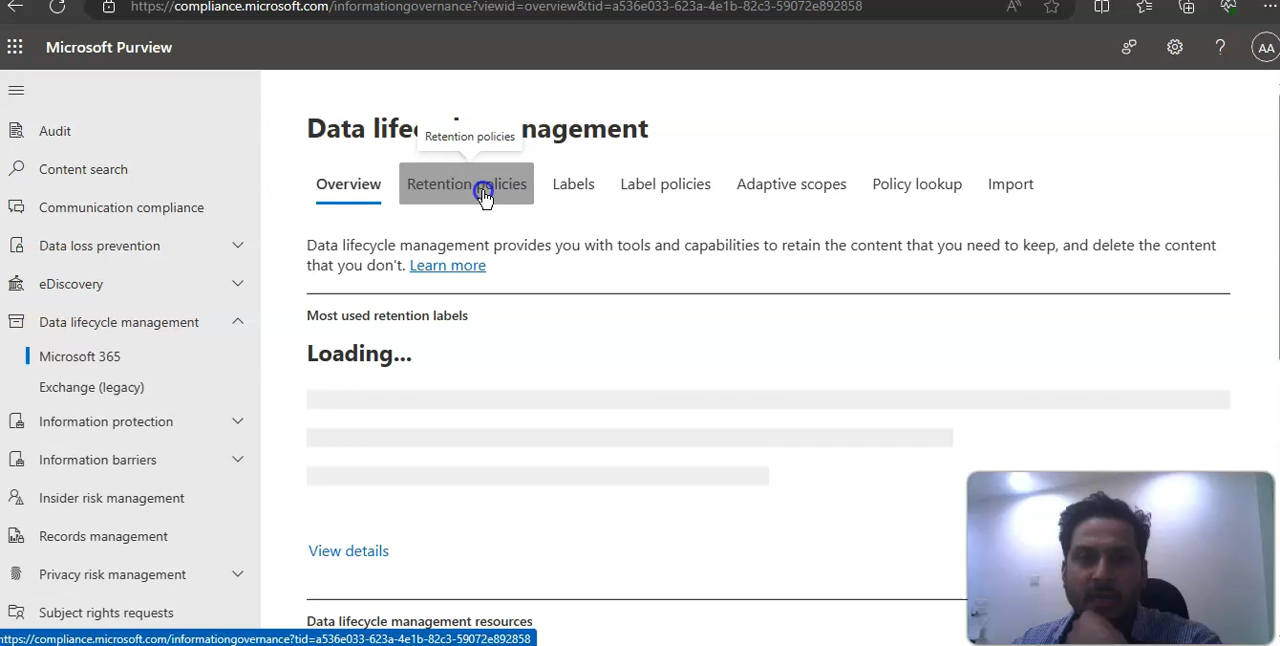 https://compliance.microsoft.com/informationgovernance?viewid=overview&tid=a536e033-623a-4e1b-82c3-59072e892858
Microsoft Purview
AA
Audit
Content search
Communication compliance
Data loss prevention
eDiscovery
Data lifecycle management
Microsoft 365
Exchange (legacy)
Information protection
Information barriers
Insider risk management
Records management
Privacy risk management
Subject rights requests
https://compliance.microsoft.com/informationgovernance?tid=a536e033-623a-4e1b-82c3-59072e892858
Data lifecycle management
Retention policies
Overview Retention policies Labels Label policies Adaptive scopes Policy lookup Import
Data lifecycle management provides you with tools and capabilities to retain the content that you need to keep, and delete the content
that you don't. Learn more
Most used retention labels
Loading...
View details
Data lifecycle management resources